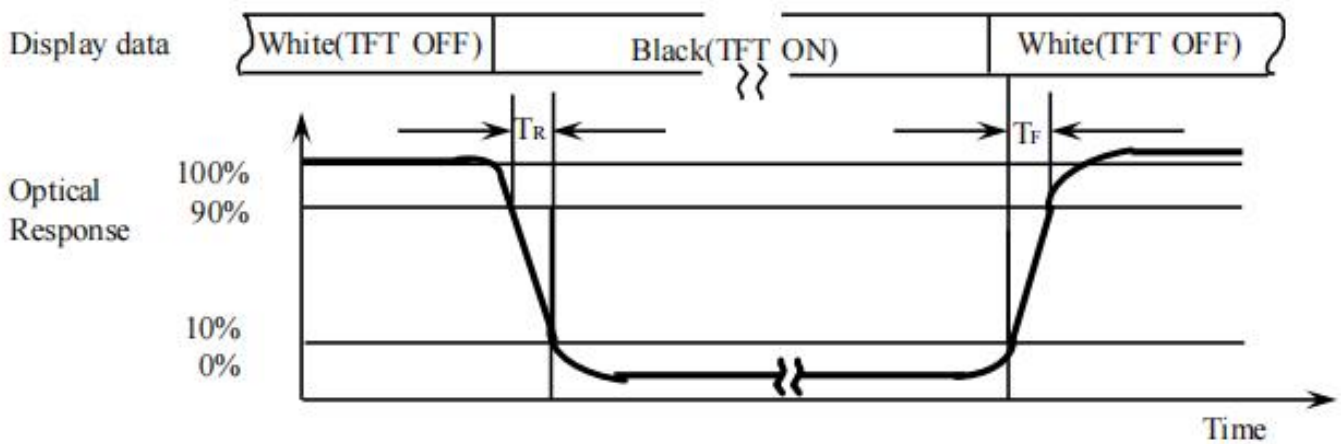 Display data
White(TFT OFF)
Black(TFT ON)
White(TFT OFF)
TR
TF
Optical
Response
100%
90%
10%
0%
Time